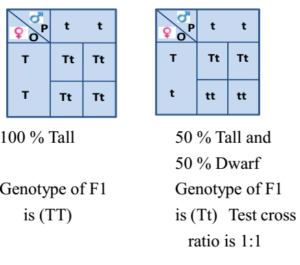 P t t
O
T Tt Tt
T Tt Tt
P t t
O
T Tt Tt
t tt tt
100 % Tall
Genotype of F1
is (TT)
50 % Tall and
50 % Dwarf
Genotype of F1
is (Tt) Test cross
ratio is 1:1